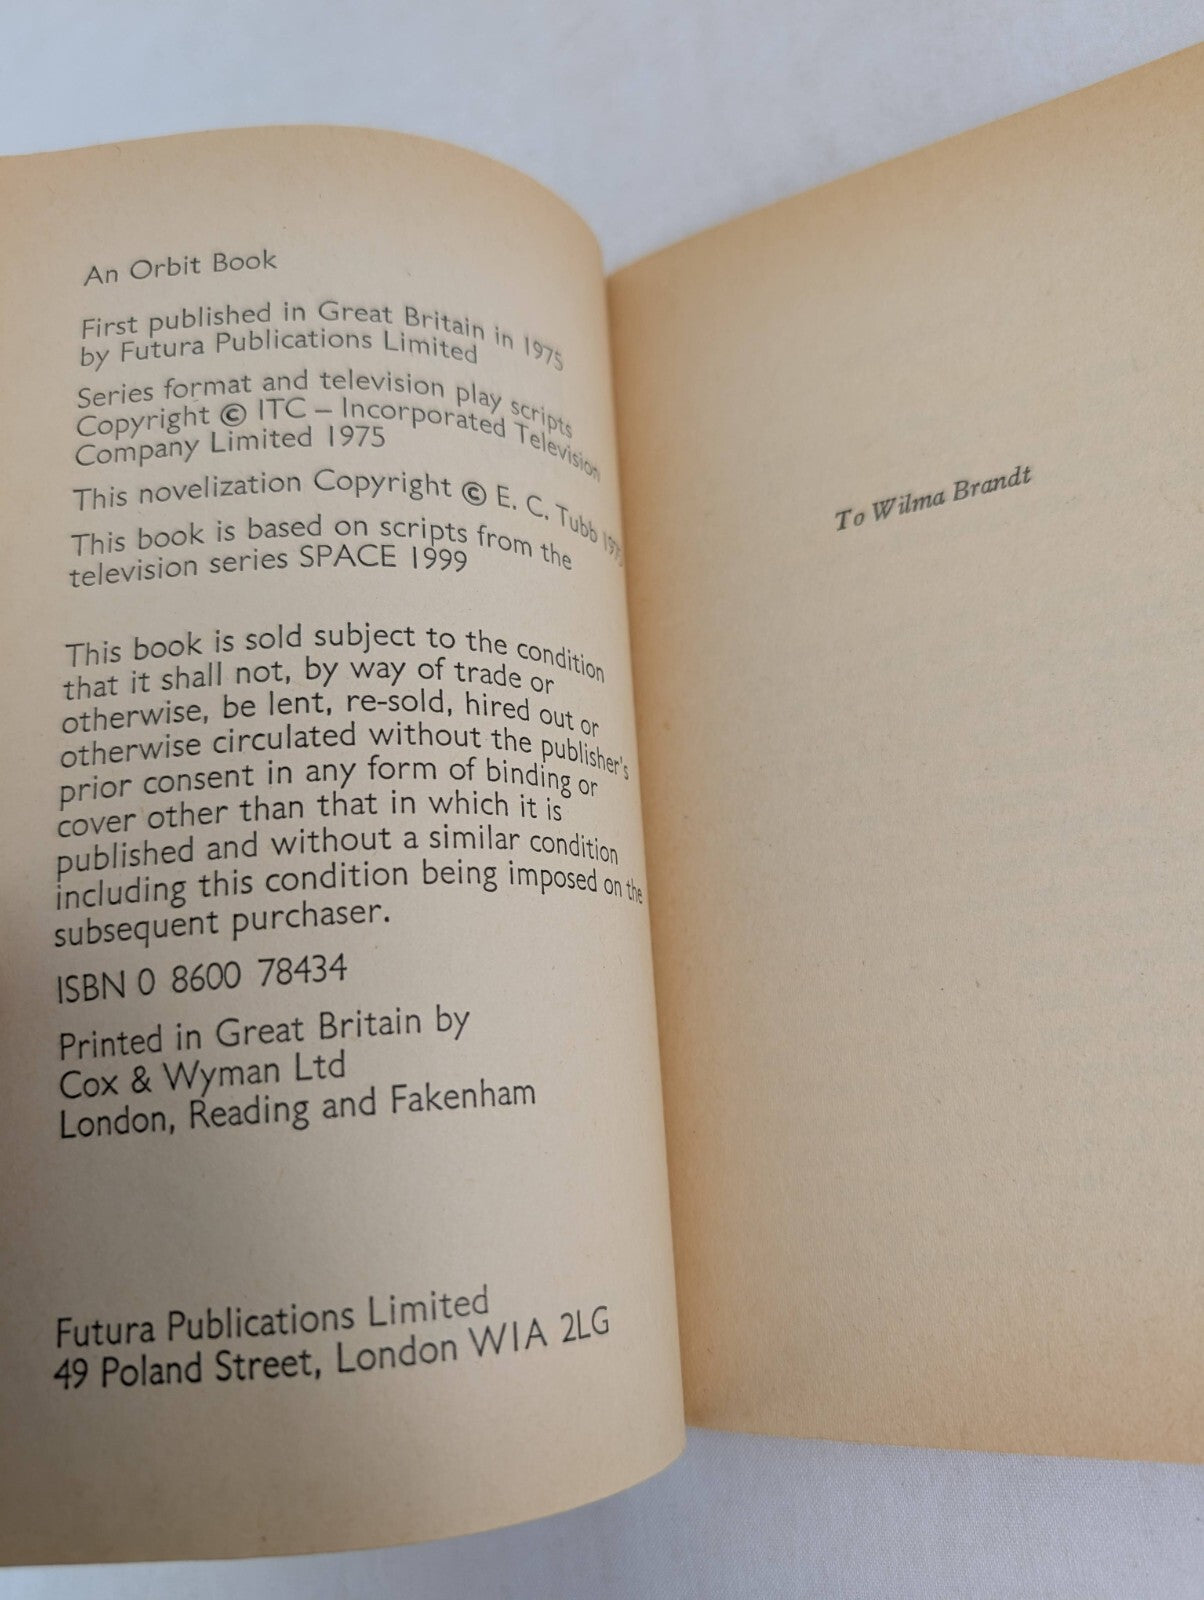 An Orbit Book
First published in Great Britain in 1975
by Futura Publications Limited
Series format and television play scripts
Copyright © ITC – Incorporated Television
Company Limited 1975
This novelization Copyright © E. C. Tubb 1975
This book is based on scripts from the
television series SPACE 1999
This book is sold subject to the condition
that it shall not, by way of trade or
otherwise, be lent, re-sold, hired out or
otherwise circulated without the publisher's
prior consent in any form of binding or
cover other than that in which it is
published and without a similar condition
including this condition being imposed on the
subsequent purchaser.
ISBN 0 8600 78434
Printed in Great Britain by
Cox & Wyman Ltd
London, Reading and Fakenham
Futura Publications Limited
49 Poland Street, London W1A 2LG
To Wilma Brandt